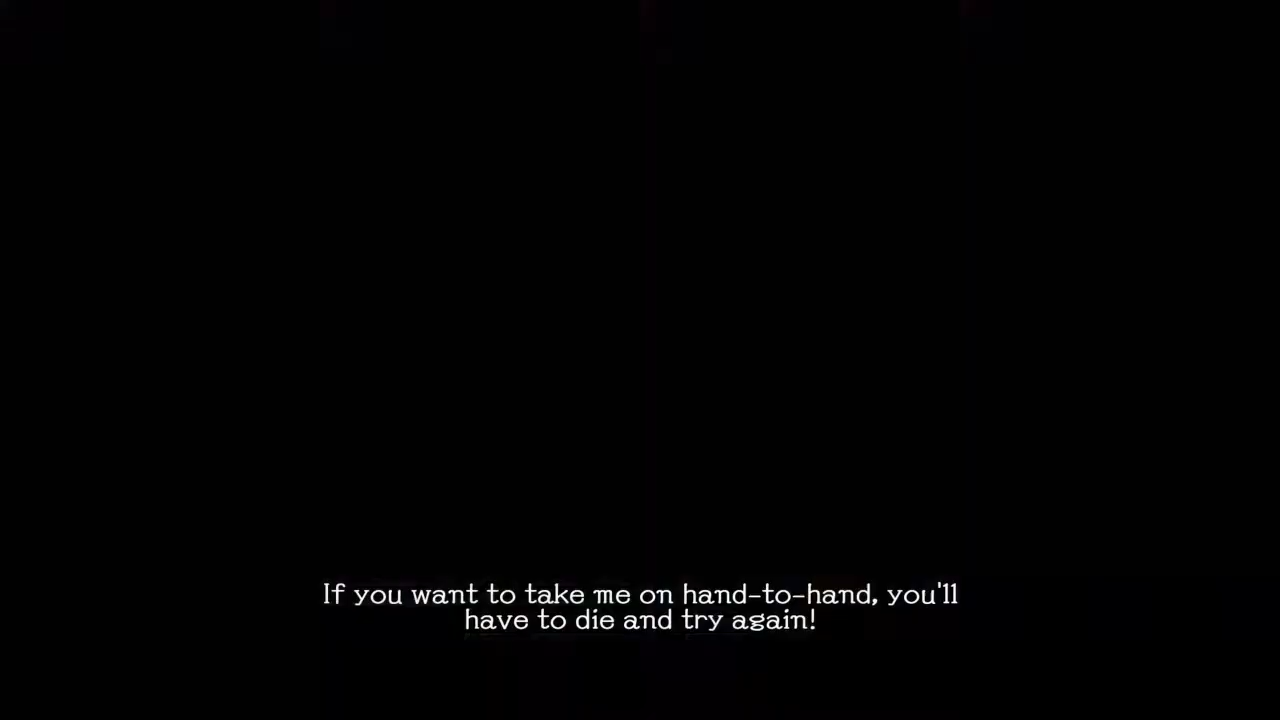 If you want to take me on hand-to-hand, you'll
have to die and try again!